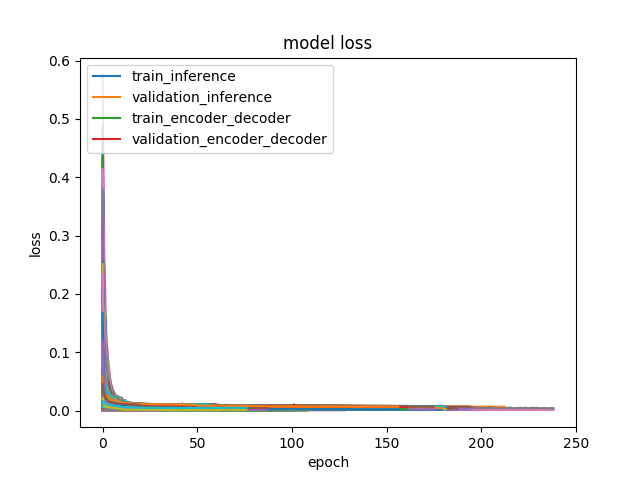 model loss
train_inference
validation_inference
train_encoder_decoder
validation_encoder_decoder
0.6
0.5
0.4
0.3
0.2
0.1
0.0
loss
0 50 100 150 200 250
epoch